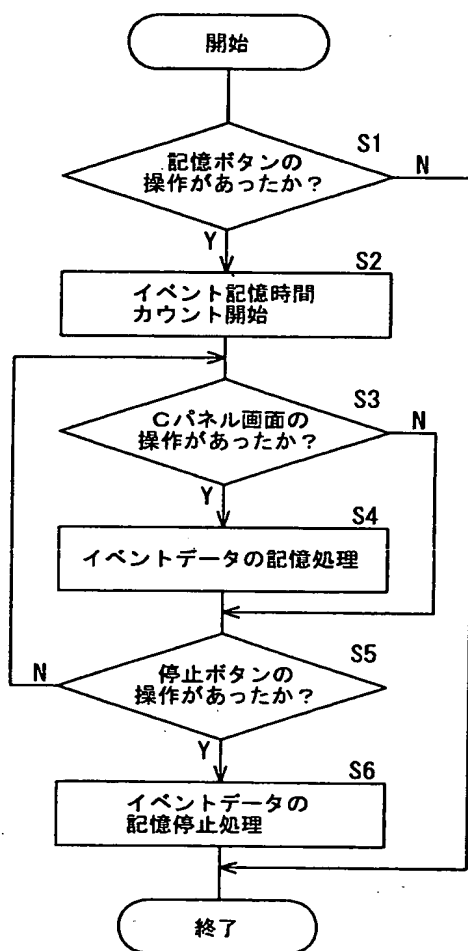 開始
S1
記憶ボタンの
操作があったか？
N
Y
S2
イベント記憶時間
カウント開始
S3
Cパネル画面の
操作があったか？
N
Y
S4
イベントデータの記憶処理
S5
停止ボタンの
操作があったか？
N
Y
S6
イベントデータの
記憶停止処理
終了